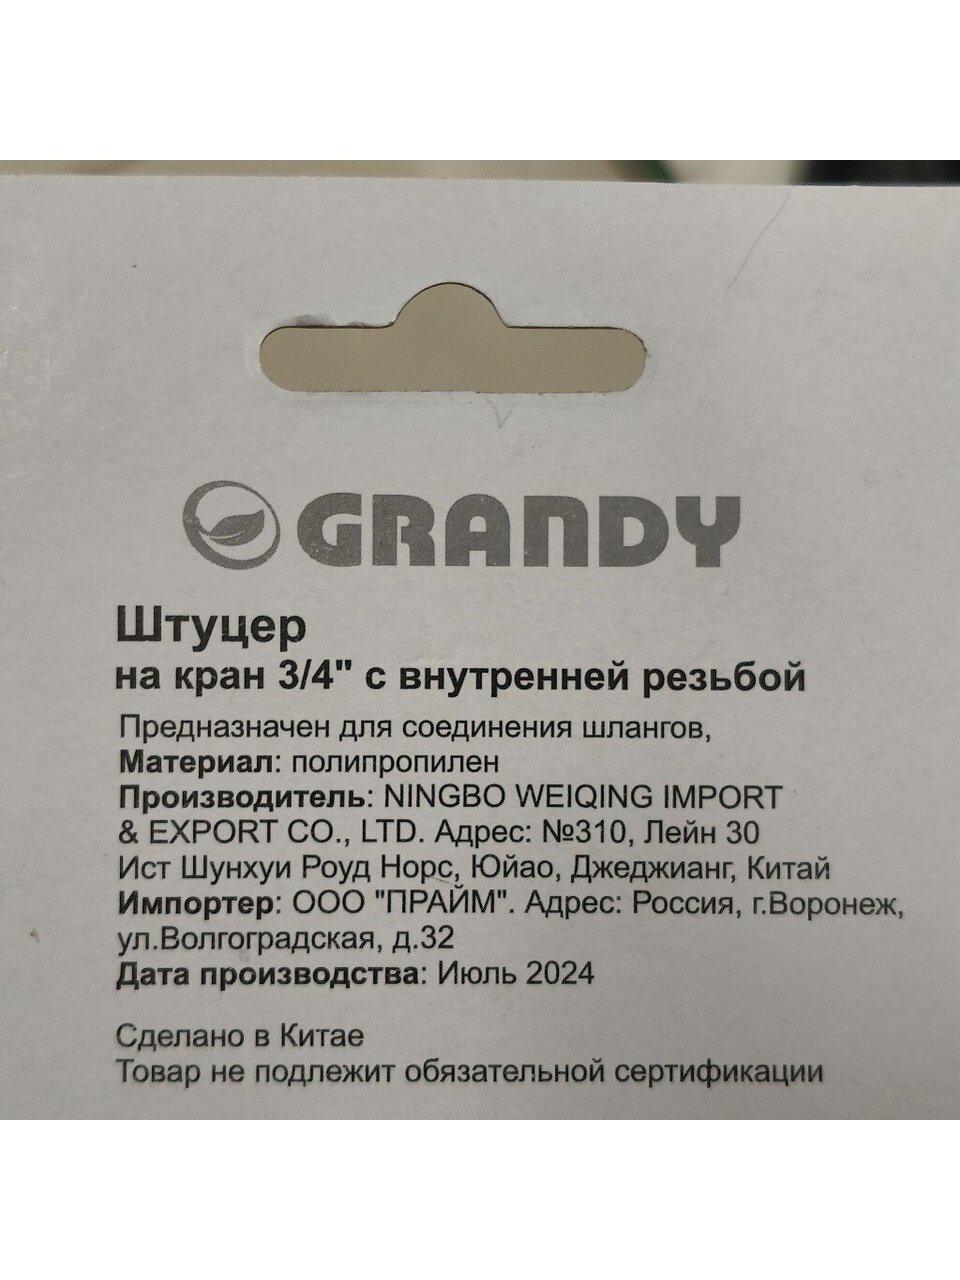 GRANDY
Штуцер
на кран 3/4" с внутренней резьбой
Предназначен для соединения шлангов,
Материал: полипропилен
Производитель: NINGBO WEIQING IMPORT
& EXPORT CO., LTD. Адрес: №310, Лейн 30
Ист Шунхуи Роуд Норс, Юйао, Джеджианг, Китай
Импортер: ООО "ПРАЙМ". Адрес: Россия, г.Воронеж,
ул.Волгоградская, д.32
Дата производства: Июль 2024
Сделано в Китае
Товар не подлежит обязательной сертификации